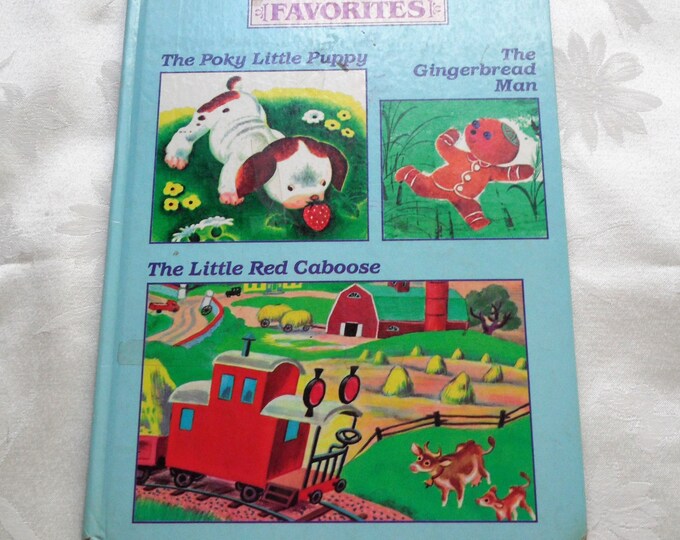 FAVORITES
The Poky Little Puppy
The
Gingerbread
Man
The Little Red Caboose